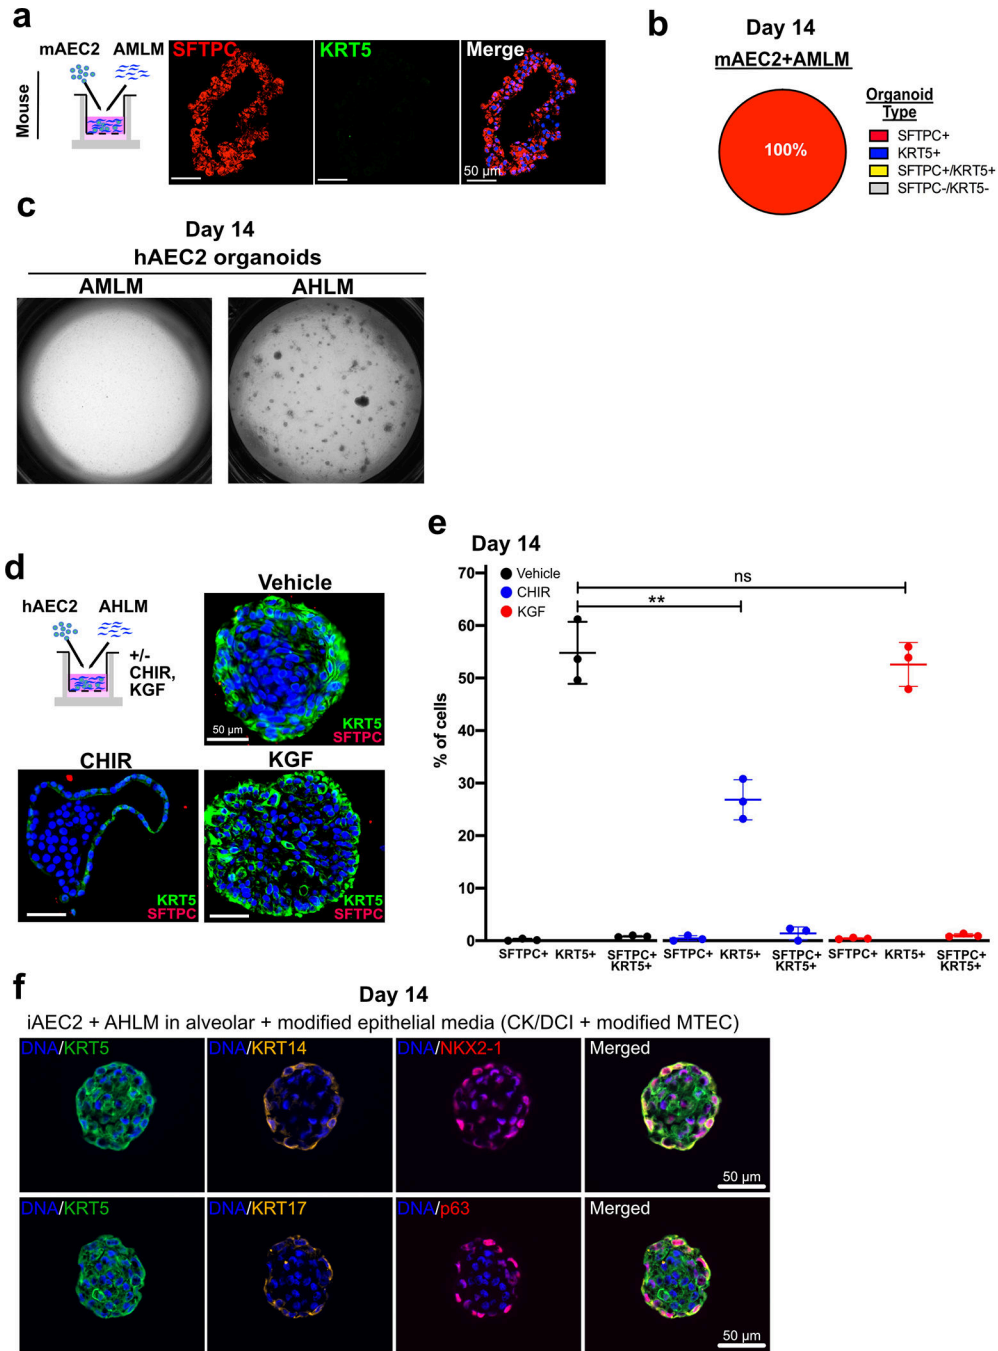 a
mAEC2 AMLM
Mouse
SFTPC
KRT5
Merge
50 µm
b
Day 14
mAEC2+AMLM
100%
Organoid
Type
SFTPC+
KRT5+
SFTPC+/KRT5+
SFTPC-/KRT5-
c
Day 14
hAEC2 organoids
AMLM
AHLM
d
hAEC2 AHLM
+/-
CHIR,
KGF
Vehicle
50 µm
KRT5
SFTPC
CHIR
KRT5
SFTPC
KGF
KRT5
SFTPC
e
Day 14
Vehicle
CHIR
KGF
ns
**
% of cells
70
60
50
40
30
20
10
0
SFTPC+ KRT5+ SFTPC+ KRT5+ SFTPC+ KRT5+ SFTPC+ KRT5+ SFTPC+ KRT5+ SFTPC+ KRT5+
f
Day 14
iAEC2 + AHLM in alveolar + modified epithelial media (CK/DCI + modified MTEC)
DNA/KRT5
DNA/KRT14
DNA/NKX2-1
Merged
50 µm
DNA/KRT5
DNA/KRT17
DNA/p63
Merged
50 µm